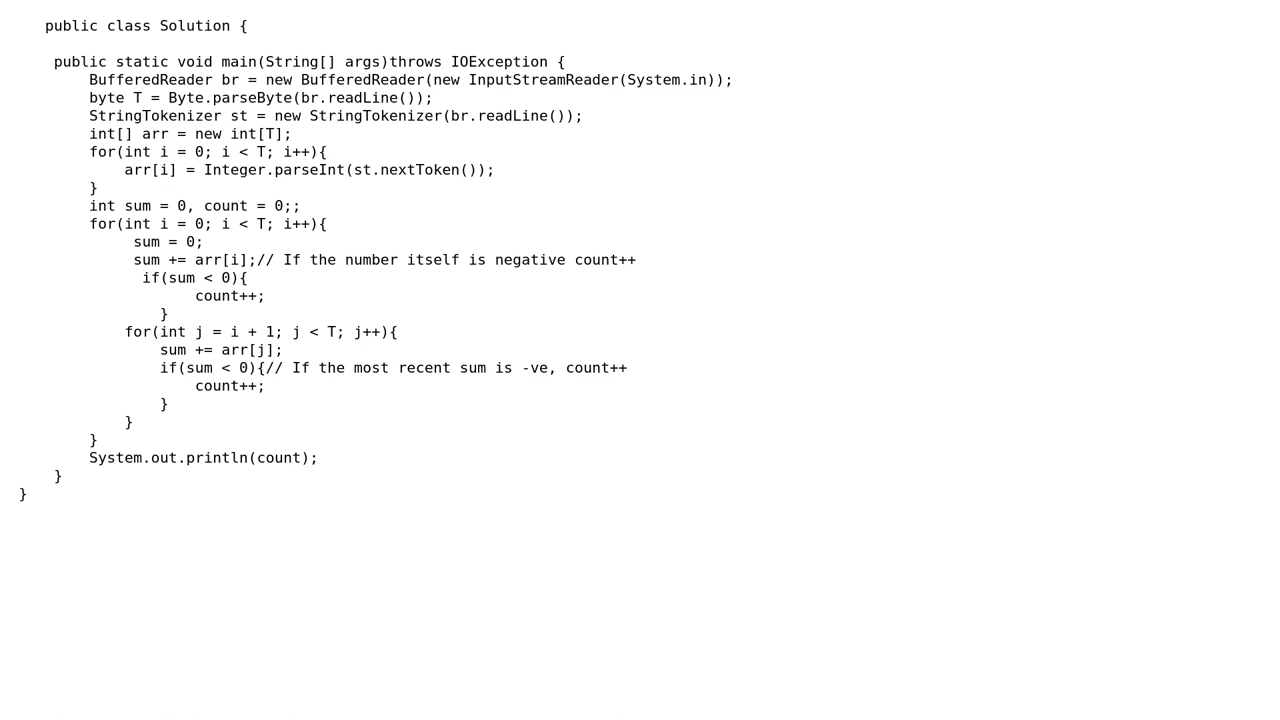 public class Solution {
public static void main(String[] args)throws IOException {
BufferedReader br = new BufferedReader(new InputStreamReader(System.in));
byte T = Byte.parseByte(br.readLine());
StringTokenizer st = new StringTokenizer(br.readLine());
int[] arr = new int[T];
for(int i = 0; i < T; i++){
arr[i] = Integer.parseInt(st.nextToken());
}
int sum = 0, count = 0;;
for(int i = 0; i < T; i++){
sum = 0;
sum += arr[i];// If the number itself is negative count++
if(sum < 0){
count++;
}
for(int j = i + 1; j < T; j++){
sum += arr[j];
if(sum < 0){// If the most recent sum is -ve, count++
count++;
}
}
}
System.out.println(count);
}
}